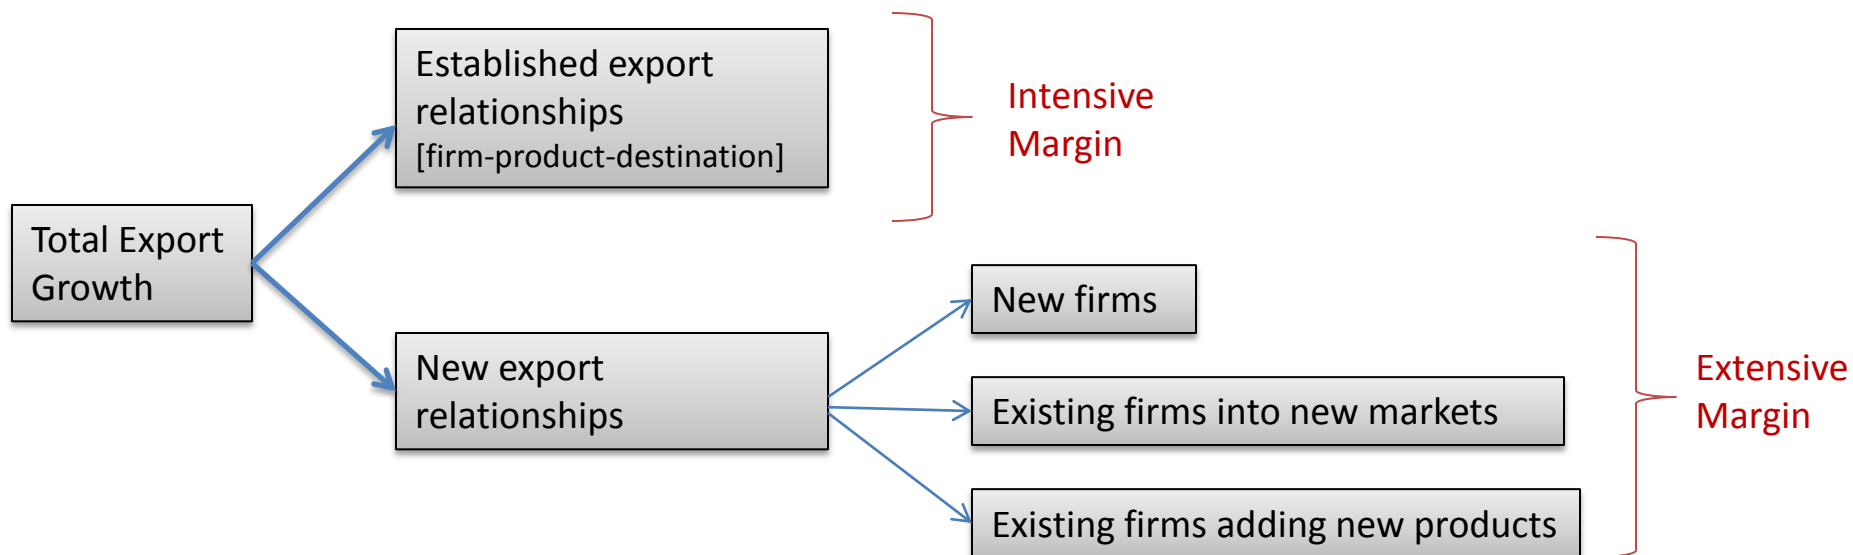 Established export
relationships
[firm-product-destination]
Intensive
Margin
Total Export
Growth
New export
relationships
New firms
Existing firms into new markets
Existing firms adding new products
Extensive
Margin